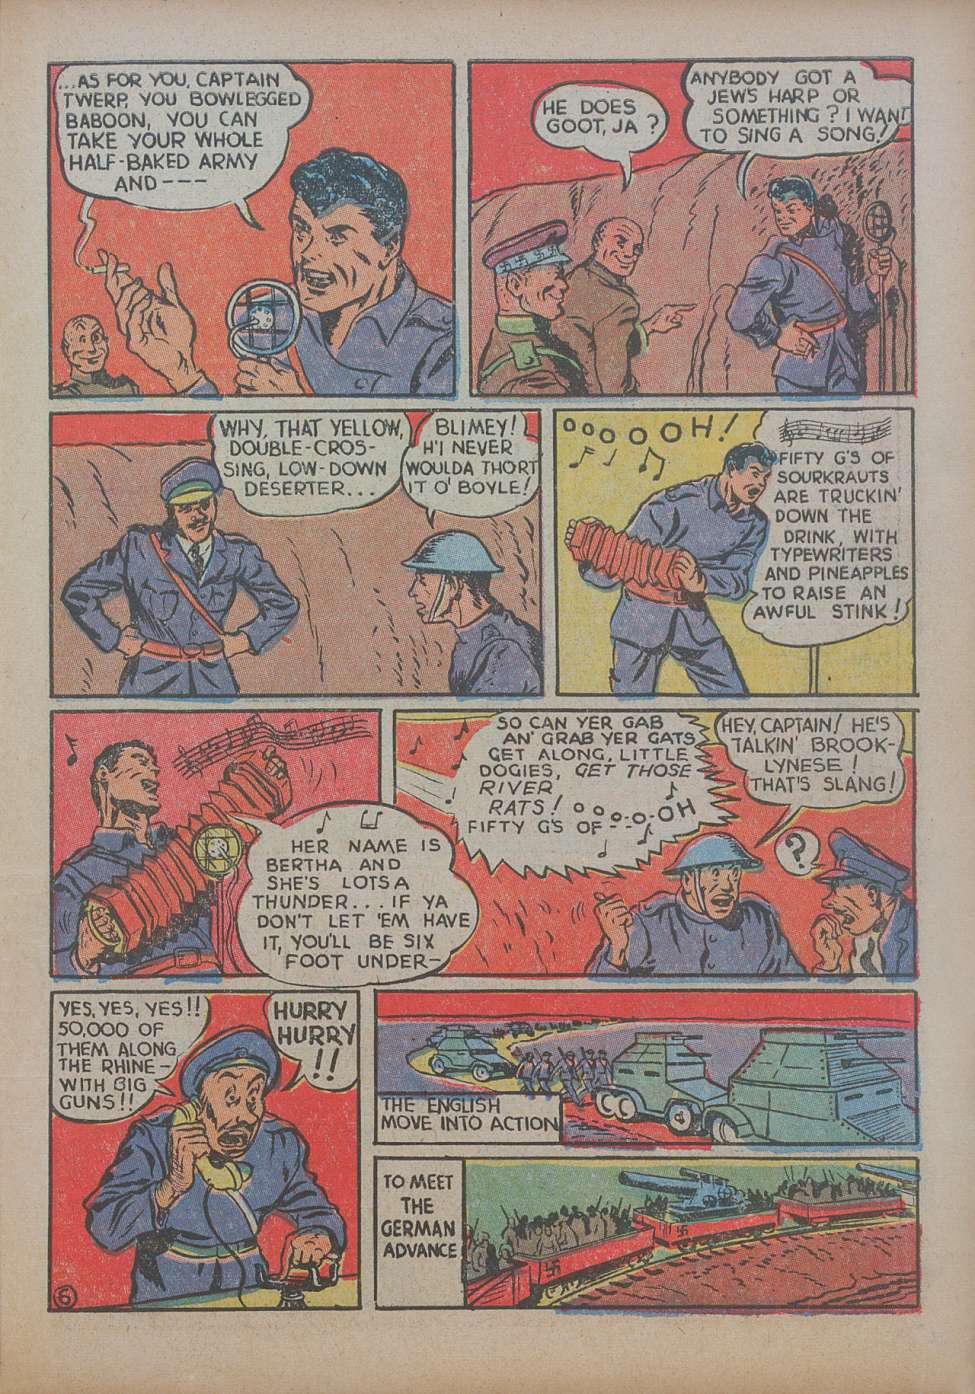 ...AS FOR YOU, CAPTAIN
TWERP, YOU BOWLEGGED
BABOON, YOU CAN
TAKE YOUR WHOLE
HALF-BAKED ARMY
AND ---
HE DOES
GOOT, JA?
ANYBODY GOT A
JEWS HARP OR
SOMETHING? I WANT
TO SING A SONG!
WHY, THAT YELLOW,
DOUBLE-CROS-
SING, LOW-DOWN
DESERTER...
BLIMEY!
H'I NEVER
WOULDA THORT
IT O' BOYLE!
OOOOOOH!
FIFTY G'S OF
SOURKRAUTS
ARE TRUCKIN'
DOWN THE
DRINK, WITH
TYPEWRITERS
AND PINEAPPLES
TO RAISE AN
AWFUL STINK!
HER NAME IS
BERTHA AND
SHE'S LOTSA
THUNDER... IF YA
DON'T LET 'EM HAVE
IT, YOU'LL BE SIX
FOOT UNDER-
SO CAN YER GAB
AN' GRAB YER GATS
GET ALONG, LITTLE
DOGIES, GET THOSE
RIVER
RATS! OOO-O-OH
FIFTY G'S OF---
HEY, CAPTAIN! HE'S
TALKIN' BROOK-
LYNESE!
THAT'S SLANG!
?
YES, YES, YES!!
50,000 OF
THEM ALONG
THE RHINE-
WITH BIG
GUNS!!
HURRY
HURRY
!!
6
THE ENGLISH
MOVE INTO ACTION
TO MEET
THE
GERMAN
ADVANCE